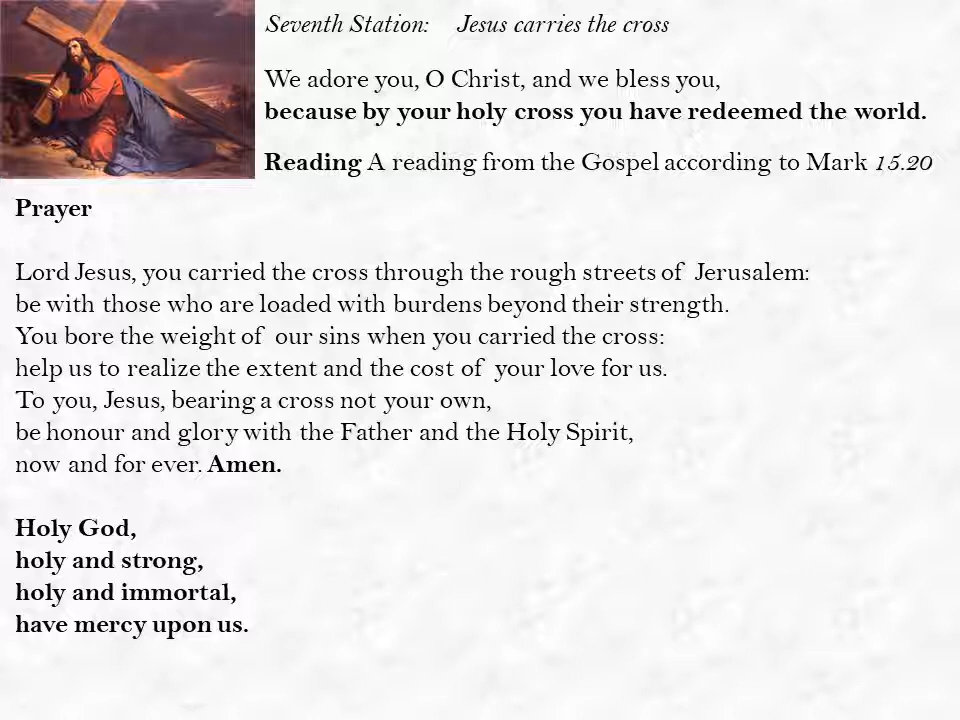 Seventh Station: Jesus carries the cross
We adore you, O Christ, and we bless you,
because by your holy cross you have redeemed the world.
Reading A reading from the Gospel according to Mark 15.20
Prayer
Lord Jesus, you carried the cross through the rough streets of Jerusalem:
be with those who are loaded with burdens beyond their strength.
You bore the weight of our sins when you carried the cross:
help us to realize the extent and the cost of your love for us.
To you, Jesus, bearing a cross not your own,
be honour and glory with the Father and the Holy Spirit,
now and for ever. Amen.
Holy God,
holy and strong,
holy and immortal,
have mercy upon us.